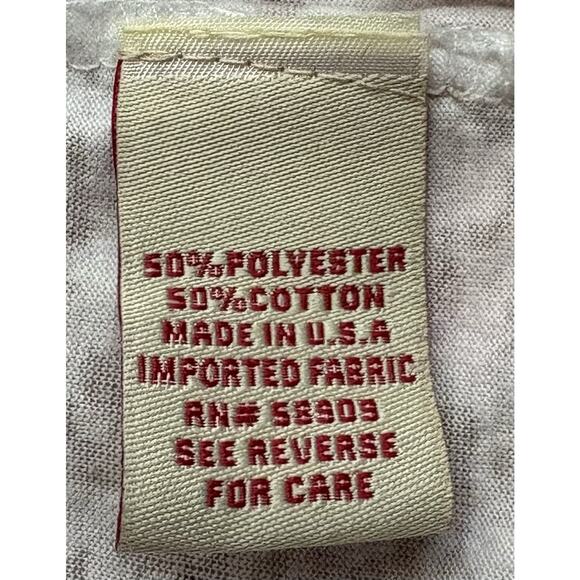 50% POLYESTER
50% COTTON
MADE IN U.S.A
IMPORTED FABRIC
RN# 58909
SEE REVERSE
FOR CARE